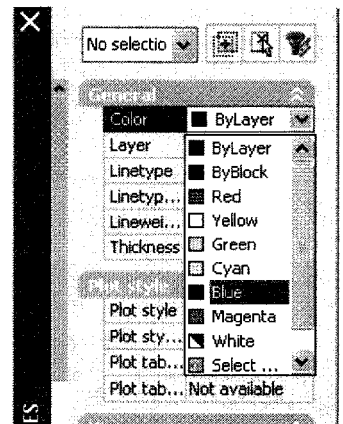 No selectio
General
Color ByLayer
Layer ByLayer
Linetype ByBlock
Linetyp... Red
Linewei... Yellow
Thickness Green
Cyan
Plot style Blue
Plot style Magenta
Plot sty... White
Plot tab... Select ...
Plot tab... Not available
ES